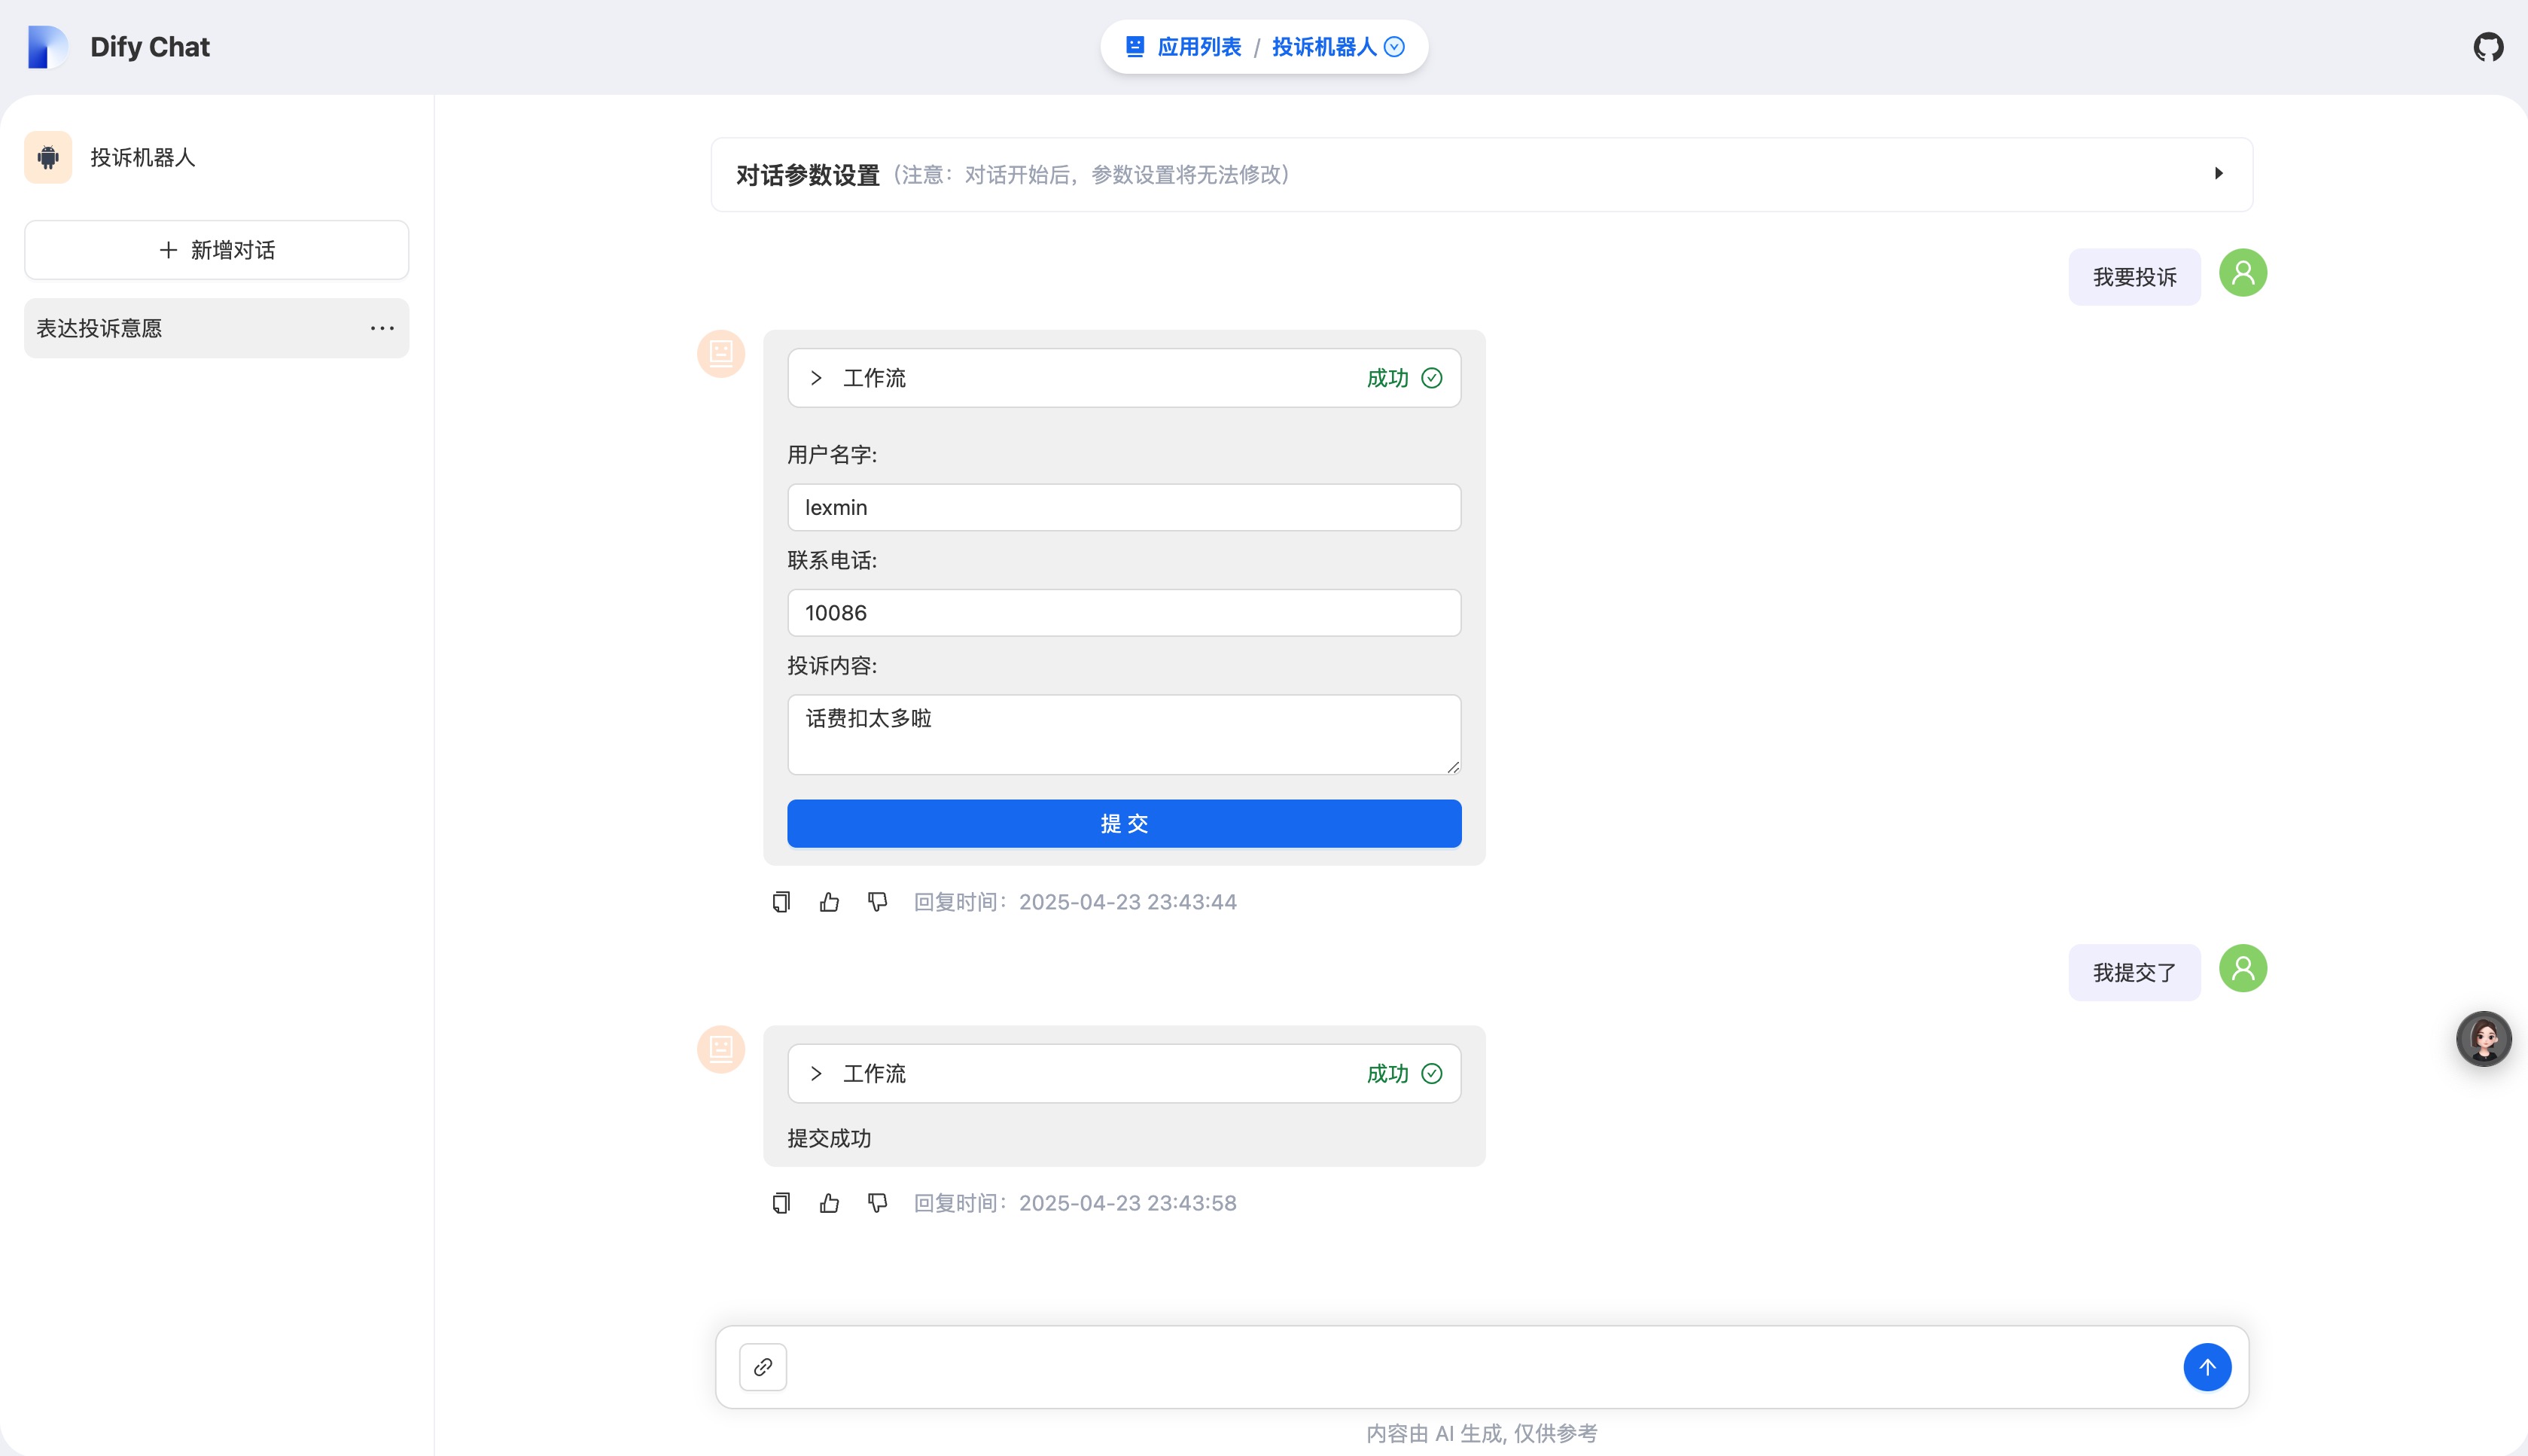 Dify Chat
应用列表 / 投诉机器人
投诉机器人
新增对话
表达投诉意愿
对话参数设置 (注意：对话开始后，参数设置将无法修改)
我要投诉
工作流 成功
用户名字:
lexmin
联系电话:
10086
投诉内容:
话费扣太多啦
提交
回复时间：2025-04-23 23:43:44
我提交了
工作流 成功
提交成功
回复时间：2025-04-23 23:43:58
内容由 AI 生成, 仅供参考